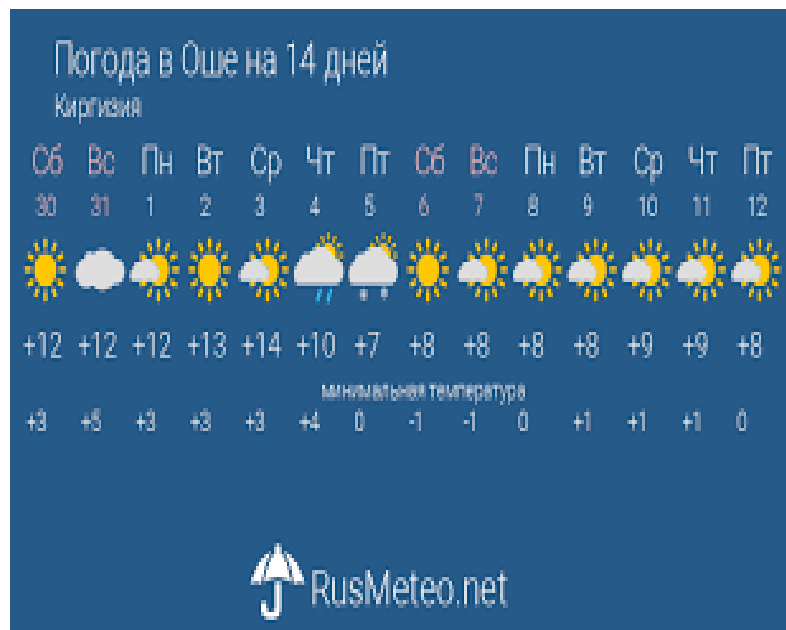 Погода в Оше на 14 дней
Киргизия
Сб Вс Пн Вт Ср Чт Пт Сб Вс Пн Вт Ср Чт Пт
30 31 1 2 3 4 5 6 7 8 9 10 11 12
+12 +12 +12 +13 +14 +10 +7 +8 +8 +8 +8 +9 +9 +8
минимальная температура
+3 +5 +3 +3 +3 +4 0 -1 -1 0 +1 +1 +1 0
RusMeteo.net